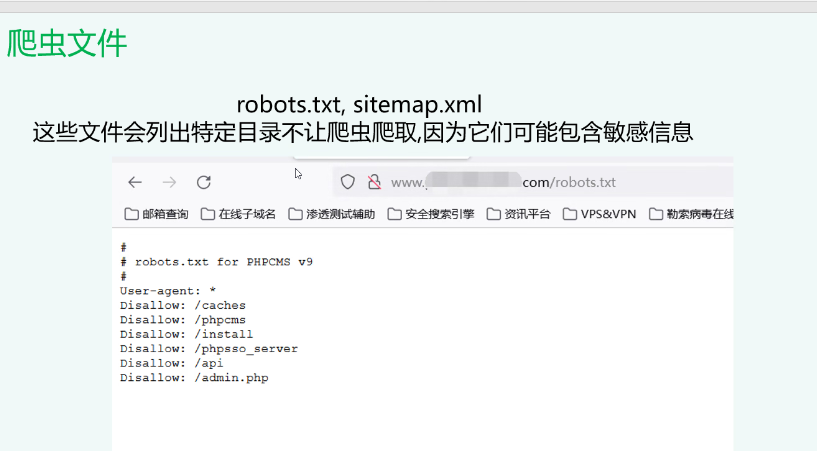 爬虫文件
robots.txt, sitemap.xml
这些文件会列出特定目录不让爬虫爬取,因为它们可能包含敏感信息
www. com/robots.txt
邮箱查询 在线子域名 渗透测试辅助 安全搜索引擎 资讯平台 VPS&VPN 勒索病毒在线
#
# robots.txt for PHPCMS v9
#
User-agent: *
Disallow: /caches
Disallow: /phpcms
Disallow: /install
Disallow: /phpsso_server
Disallow: /api
Disallow: /admin.php